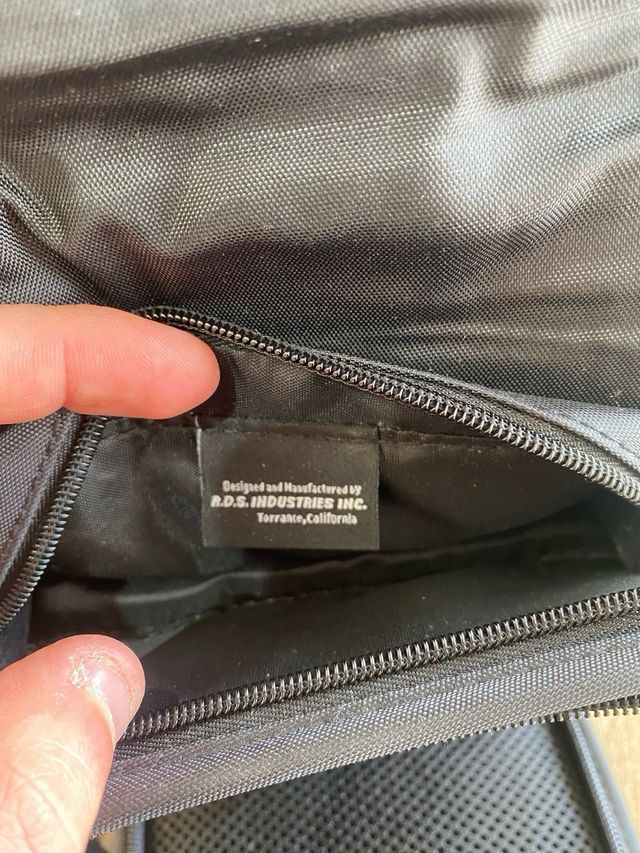 Designed and Manufactured by
R.D.S. INDUSTRIES INC.
Torrance, California